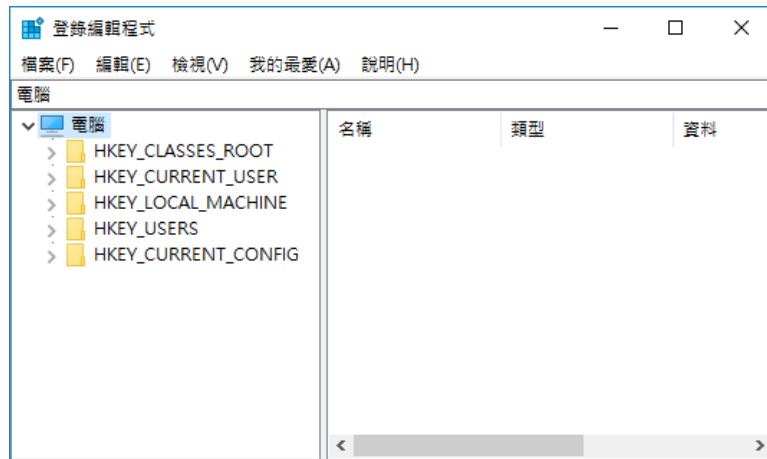 登錄編輯程式
檔案(F) 編輯(E) 檢視(V) 我的最愛(A) 說明(H)
電腦
電腦
HKEY_CLASSES_ROOT
HKEY_CURRENT_USER
HKEY_LOCAL_MACHINE
HKEY_USERS
HKEY_CURRENT_CONFIG
名稱 類型 資料